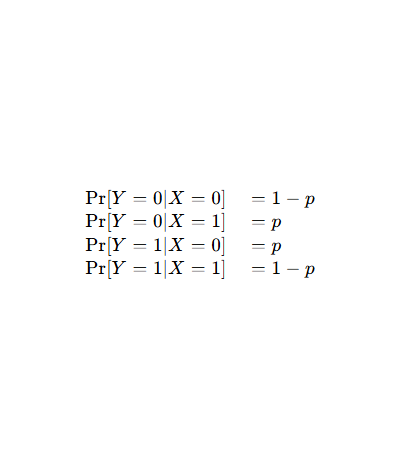 Pr[Y = 0|X = 0] = 1 − p
Pr[Y = 0|X = 1] = p
Pr[Y = 1|X = 0] = p
Pr[Y = 1|X = 1] = 1 − p